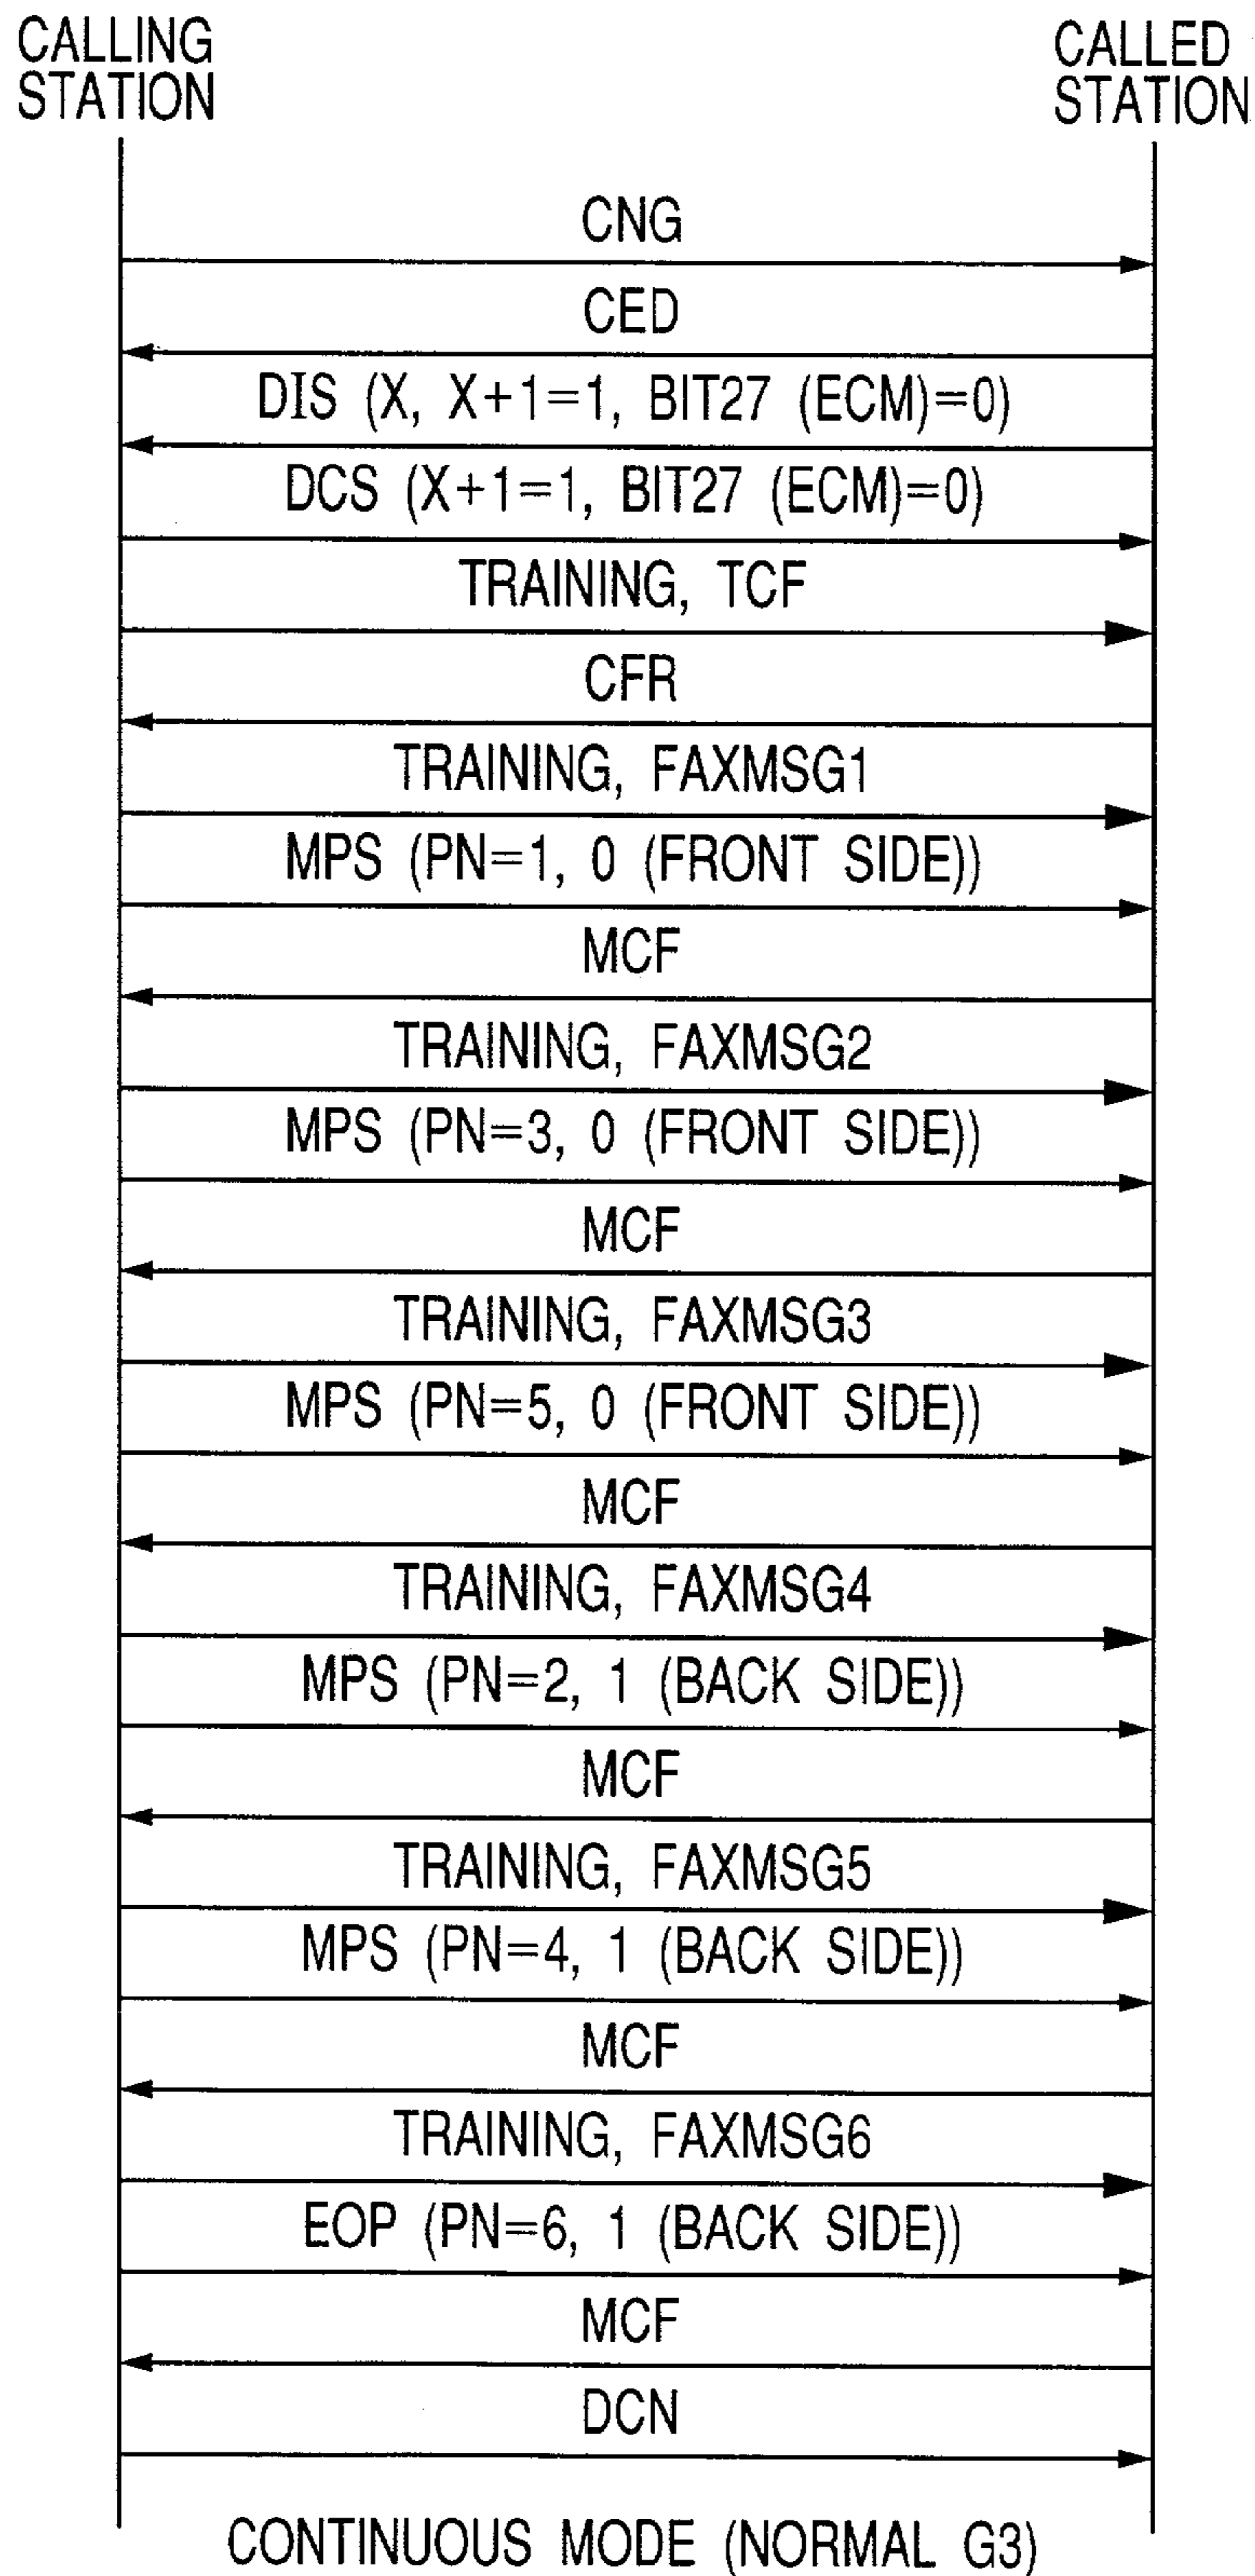 CALLING
STATION
CALLED
STATION
CNG
CED
DIS (X, X+1=1, BIT27 (ECM)=0)
DCS (X+1=1, BIT27 (ECM)=0)
TRAINING, TCF
CFR
TRAINING, FAXMSG1
MPS (PN=1, 0 (FRONT SIDE))
MCF
TRAINING, FAXMSG2
MPS (PN=3, 0 (FRONT SIDE))
MCF
TRAINING, FAXMSG3
MPS (PN=5, 0 (FRONT SIDE))
MCF
TRAINING, FAXMSG4
MPS (PN=2, 1 (BACK SIDE))
MCF
TRAINING, FAXMSG5
MPS (PN=4, 1 (BACK SIDE))
MCF
TRAINING, FAXMSG6
EOP (PN=6, 1 (BACK SIDE))
MCF
DCN
CONTINUOUS MODE (NORMAL G3)